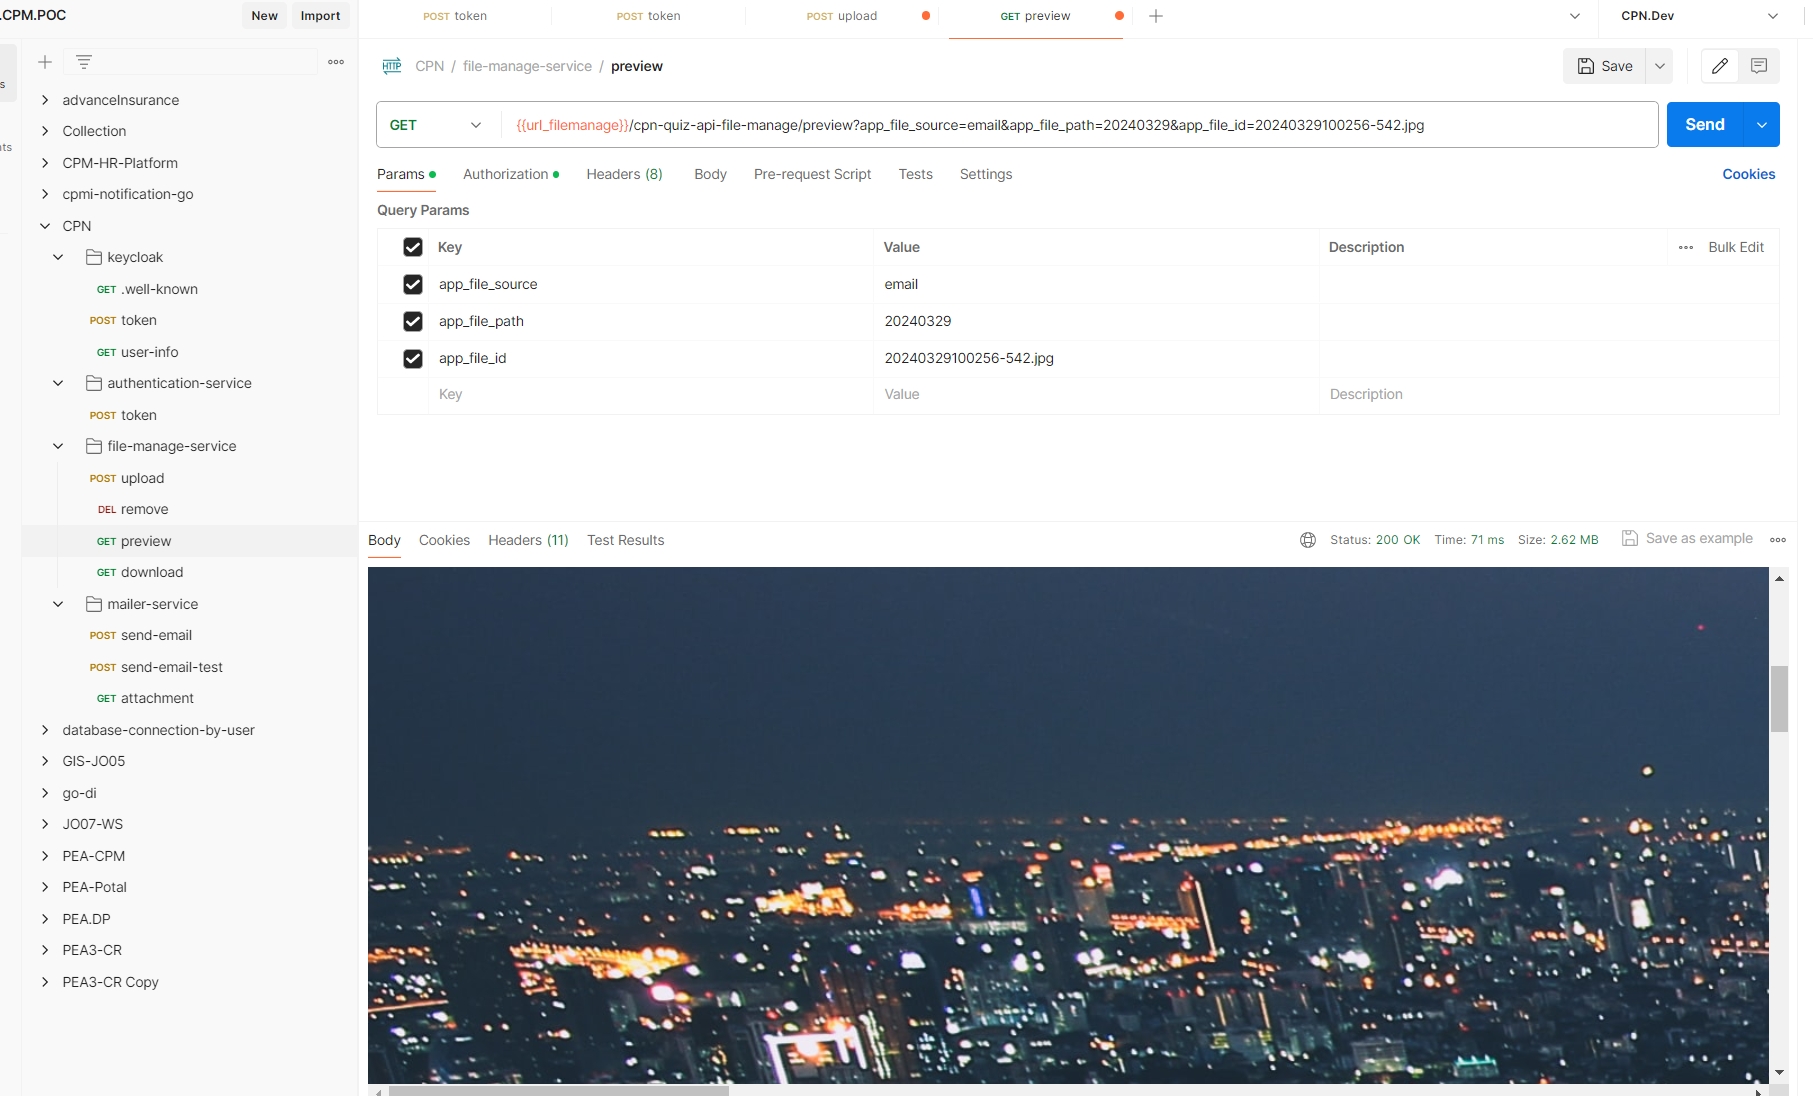 .CPM.POC
New
Import
POST token
POST token
POST upload
GET preview
CPN.Dev
CPN / file-manage-service / preview
Save
GET
{{url_filemanage}}/cpn-quiz-api-file-manage/preview?app_file_source=email&app_file_path=20240329&app_file_id=20240329100256-542.jpg
Send
Params
Authorization
Headers (8)
Body
Pre-request Script
Tests
Settings
Cookies
Query Params
Key Value Description Bulk Edit
app_file_source email
app_file_path 20240329
app_file_id 20240329100256-542.jpg
Key Value Description
s
nts
advanceInsurance
Collection
CPM-HR-Platform
cpmi-notification-go
CPN
keycloak
GET .well-known
POST token
GET user-info
authentication-service
POST token
file-manage-service
POST upload
DEL remove
GET preview
GET download
mailer-service
POST send-email
POST send-email-test
GET attachment
database-connection-by-user
GIS-JO05
go-di
JO07-WS
PEA-CPM
PEA-Potal
PEA.DP
PEA3-CR
PEA3-CR Copy
Body
Cookies
Headers (11)
Test Results
Status: 200 OK
Time: 71 ms
Size: 2.62 MB
Save as example